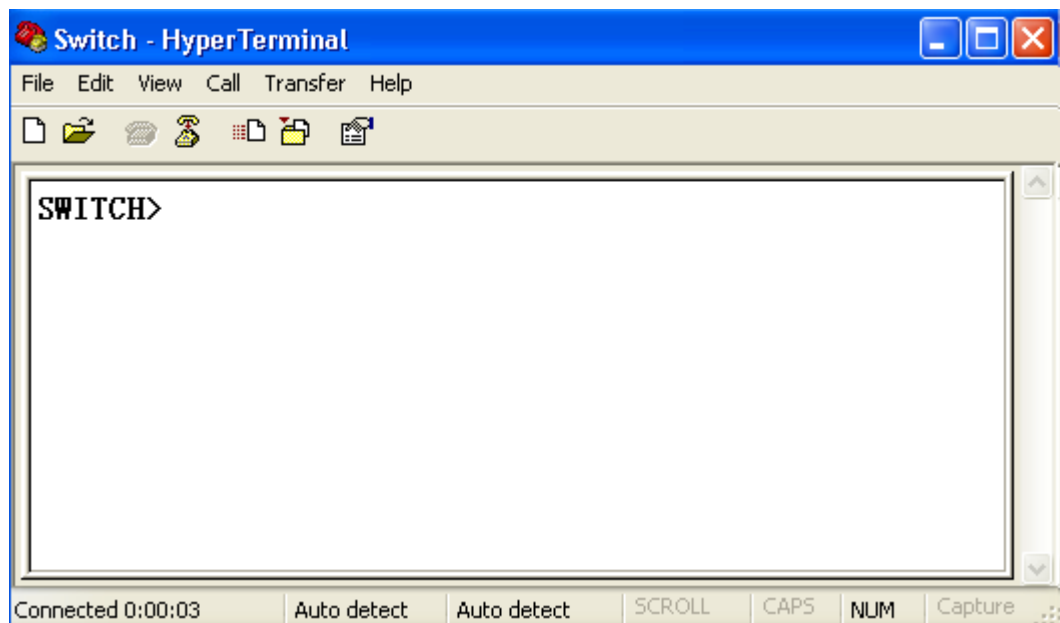 Switch - HyperTerminal
File Edit View Call Transfer Help
SWITCH>
Connected 0:00:03 Auto detect Auto detect SCROLL CAPS NUM Capture